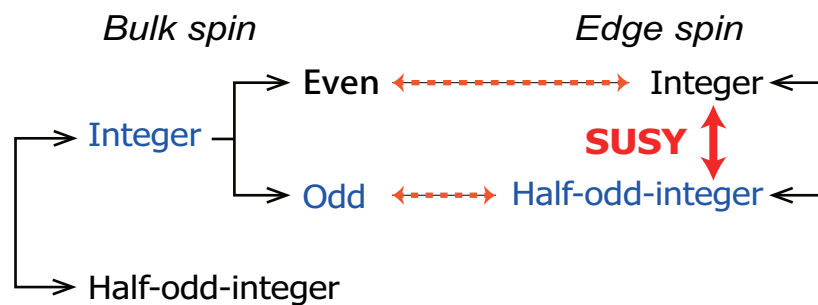 Bulk spin
Edge spin
Even
Integer
Integer
SUSY
Odd
Half-odd-integer
Half-odd-integer